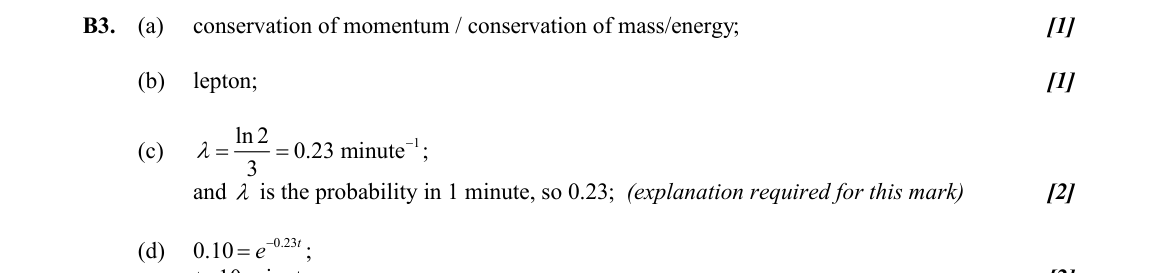 B3. (a) conservation of momentum / conservation of mass/energy; [1]
(b) lepton; [1]
(c) λ = ln 2 / 3 = 0.23 minute⁻¹;
and λ is the probability in 1 minute, so 0.23; (explanation required for this mark) [2]
(d) 0.10 = e^{−0.23t};